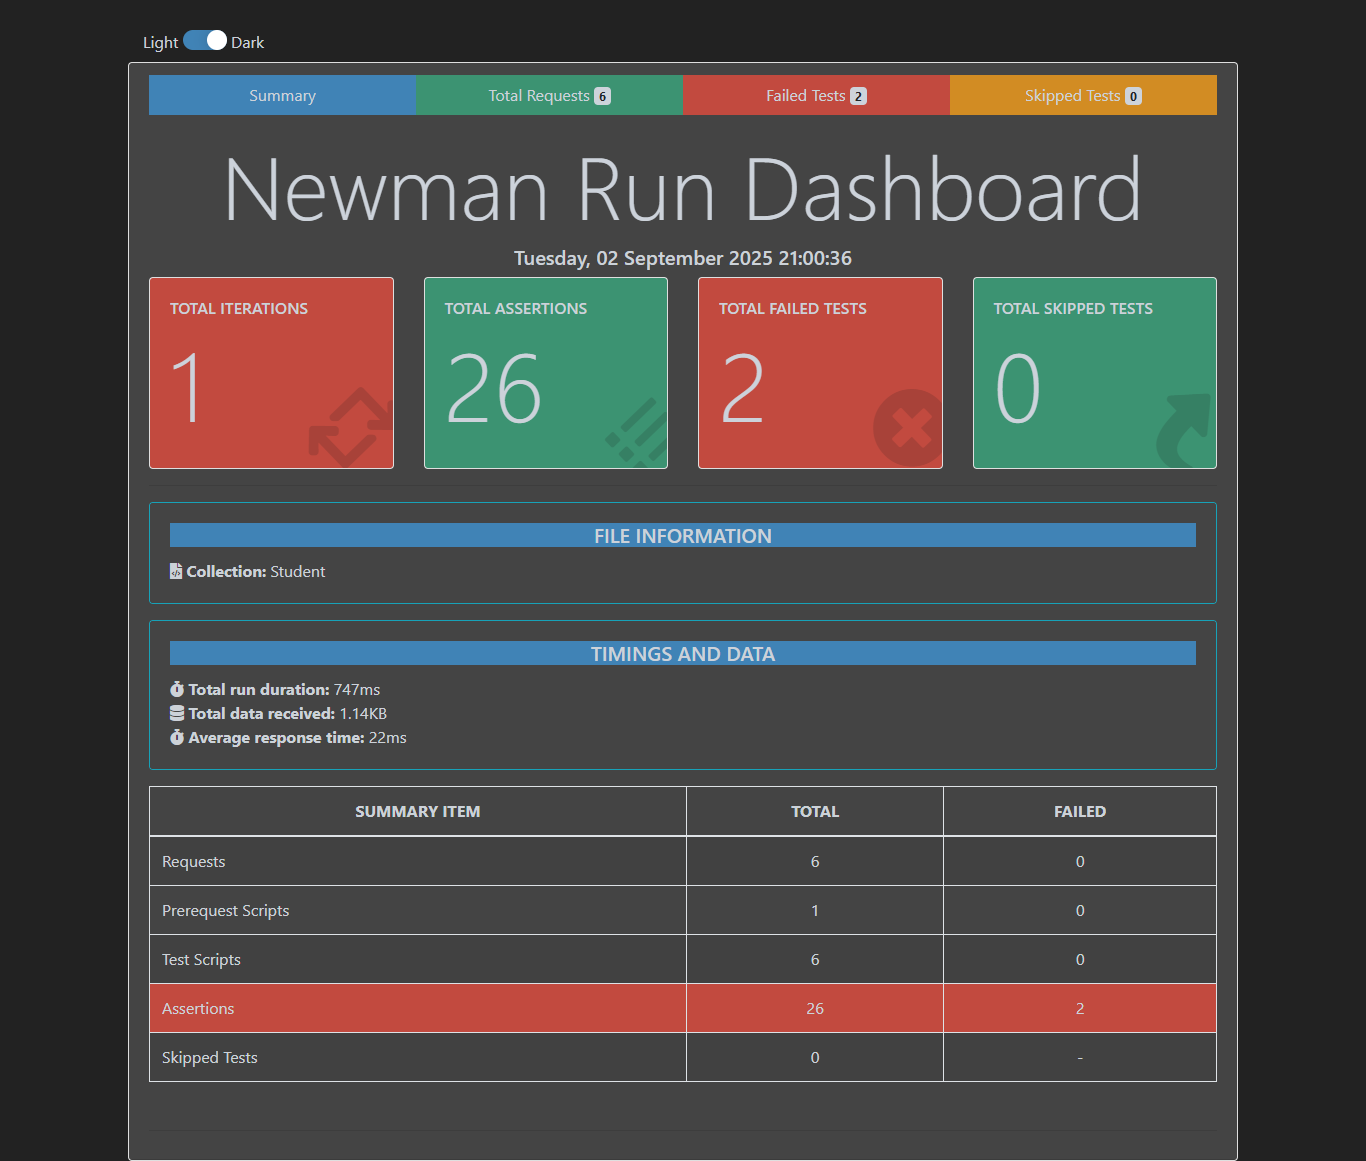 Light Dark
Summary Total Requests 6 Failed Tests 2 Skipped Tests 0
Newman Run Dashboard
Tuesday, 02 September 2025 21:00:36
TOTAL ITERATIONS TOTAL ASSERTIONS TOTAL FAILED TESTS TOTAL SKIPPED TESTS
1 26 2 0
FILE INFORMATION
Collection: Student
TIMINGS AND DATA
Total run duration: 747ms
Total data received: 1.14KB
Average response time: 22ms
SUMMARY ITEM TOTAL FAILED
Requests 6 0
Prerequest Scripts 1 0
Test Scripts 6 0
Assertions 26 2
Skipped Tests 0 -